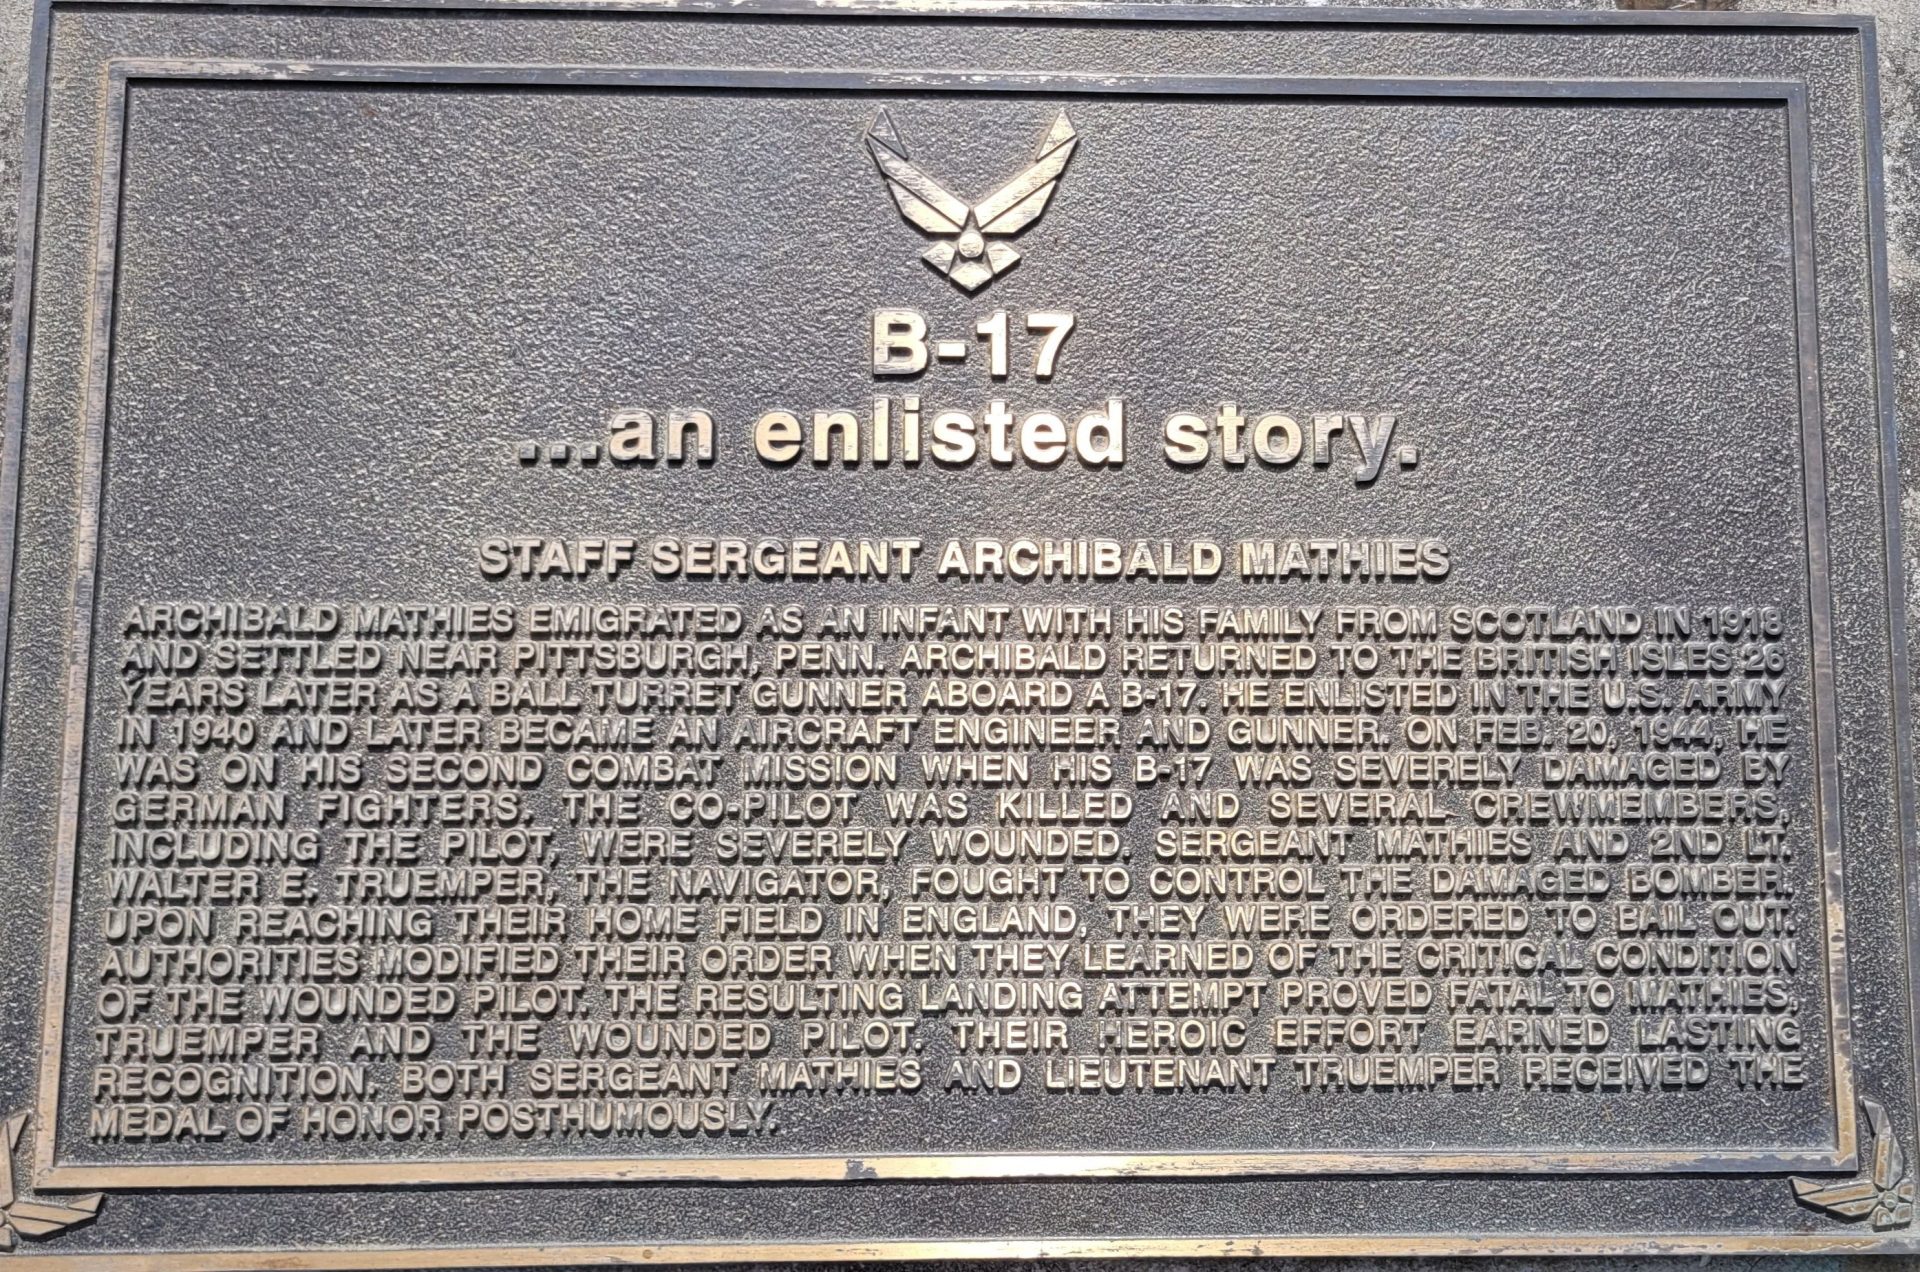 B-17
...an enlisted story.
STAFF SERGEANT ARCHIBALD MATHIES
ARCHIBALD MATHIES EMIGRATED AS AN INFANT WITH HIS FAMILY FROM SCOTLAND IN 1918
AND SETTLED NEAR PITTSBURGH, PENN. ARCHIBALD RETURNED TO THE BRITISH ISLES 26
YEARS LATER AS A BALL TURRET GUNNER ABOARD A B-17. HE ENLISTED IN THE U.S. ARMY
IN 1940 AND LATER BECAME AN AIRCRAFT ENGINEER AND GUNNER. ON FEB. 20, 1944, HE
WAS ON HIS SECOND COMBAT MISSION WHEN HIS B-17 WAS SEVERELY DAMAGED BY
GERMAN FIGHTERS. THE CO-PILOT WAS KILLED AND SEVERAL CREWMEMBERS,
INCLUDING THE PILOT, WERE SEVERELY WOUNDED. SERGEANT MATHIES AND 2ND LT.
WALTER E. TRUEMPER, THE NAVIGATOR, FOUGHT TO CONTROL THE DAMAGED BOMBER.
UPON REACHING THEIR HOME FIELD IN ENGLAND, THEY WERE ORDERED TO BAIL OUT.
AUTHORITIES MODIFIED THEIR ORDER WHEN THEY LEARNED OF THE CRITICAL CONDITION
OF THE WOUNDED PILOT. THE RESULTING LANDING ATTEMPT PROVED FATAL TO MATHIES,
TRUEMPER AND THE WOUNDED PILOT. THEIR HEROIC EFFORT EARNED LASTING
RECOGNITION. BOTH SERGEANT MATHIES AND LIEUTENANT TRUEMPER RECEIVED THE
MEDAL OF HONOR POSTHUMOUSLY.